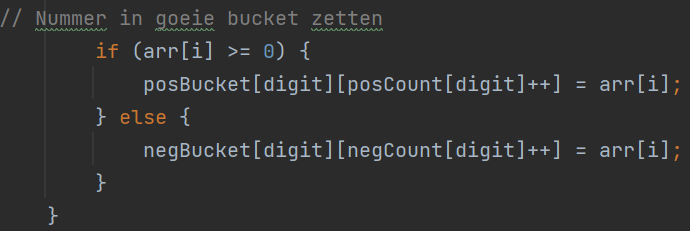 // Nummer in goeie bucket zetten
if (arr[i] >= 0) {
posBucket[digit][posCount[digit]++] = arr[i];
} else {
negBucket[digit][negCount[digit]++] = arr[i];
}
}